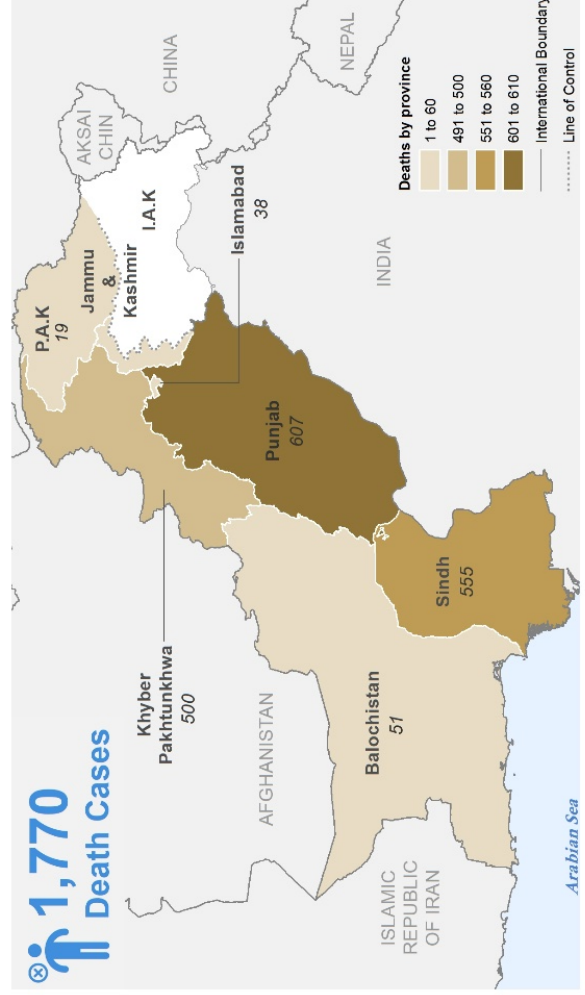 1,770
Death Cases
AKSAI
CHIN
CHINA
P.A.K
19
Jammu
&
Kashmir
I.A.K
Islamabad
38
NEPAL
Khyber
Pakhtunkhwa
500
AFGHANISTAN
Punjab
607
INDIA
Balochistan
51
Sindh
555
ISLAMIC
REPUBLIC
OF IRAN
Arabian Sea
Deaths by province
1 to 60
491 to 500
551 to 560
601 to 610
International Boundary
Line of Control